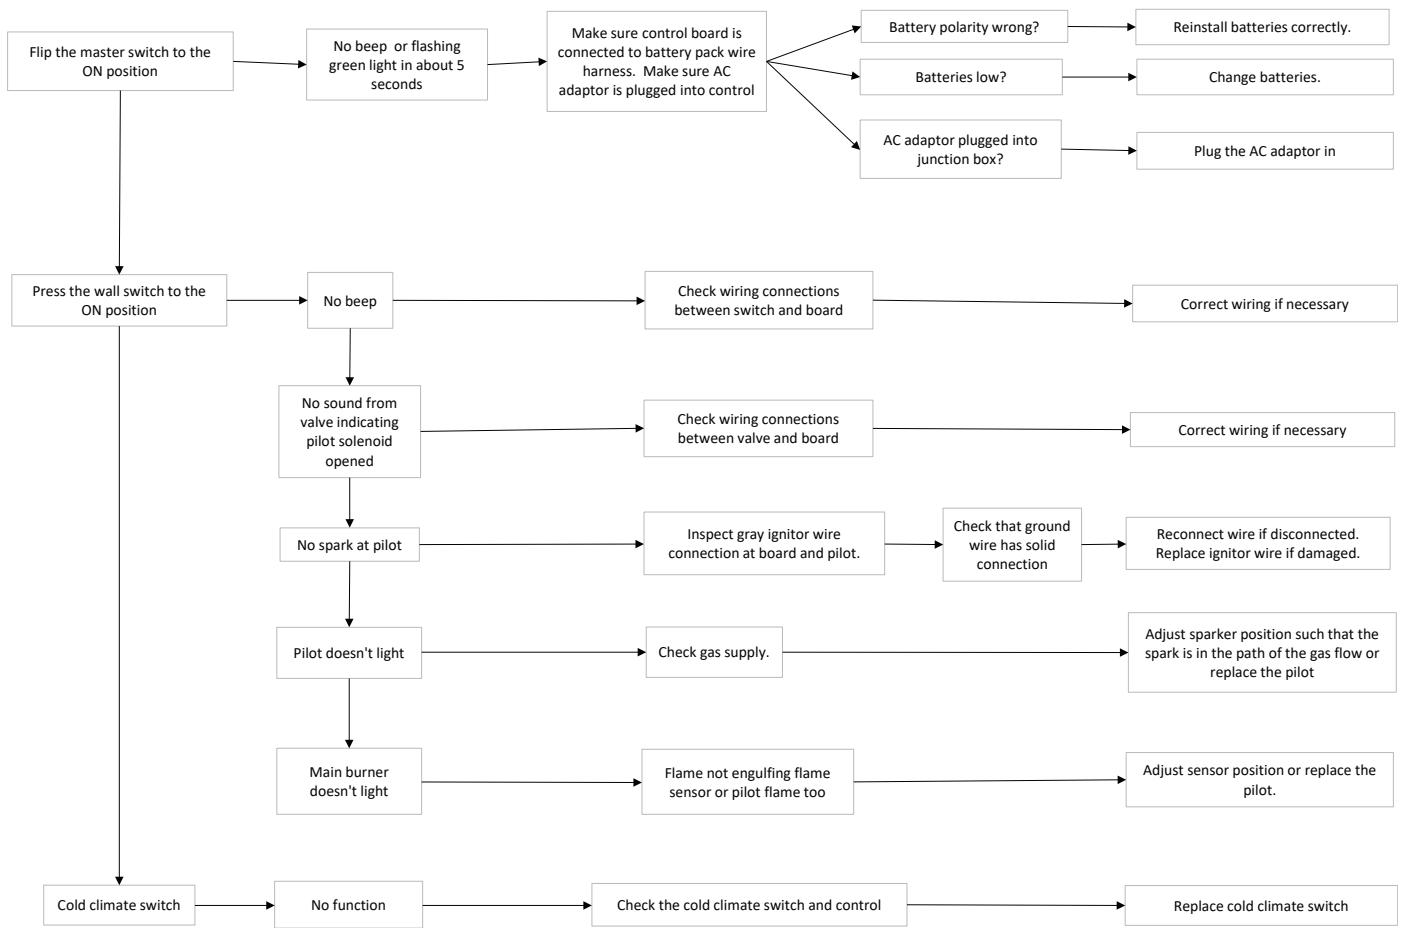 Flip the master switch to the
ON position
No beep or flashing
green light in about 5
seconds
Make sure control board is
connected to battery pack wire
harness. Make sure AC
adaptor is plugged into control
Battery polarity wrong?
Reinstall batteries correctly.
Batteries low?
Change batteries.
AC adaptor plugged into
junction box?
Plug the AC adaptor in
Press the wall switch to the
ON position
No beep
Check wiring connections
between switch and board
Correct wiring if necessary
No sound from
valve indicating
pilot solenoid
opened
Check wiring connections
between valve and board
Correct wiring if necessary
No spark at pilot
Inspect gray ignitor wire
connection at board and pilot.
Check that ground
wire has solid
connection
Reconnect wire if disconnected.
Replace ignitor wire if damaged.
Pilot doesn't light
Check gas supply.
Adjust sparker position such that the
spark is in the path of the gas flow or
replace the pilot
Main burner
doesn't light
Flame not engulfing flame
sensor or pilot flame too
Adjust sensor position or replace the
pilot.
Cold climate switch
No function
Check the cold climate switch and control
Replace cold climate switch